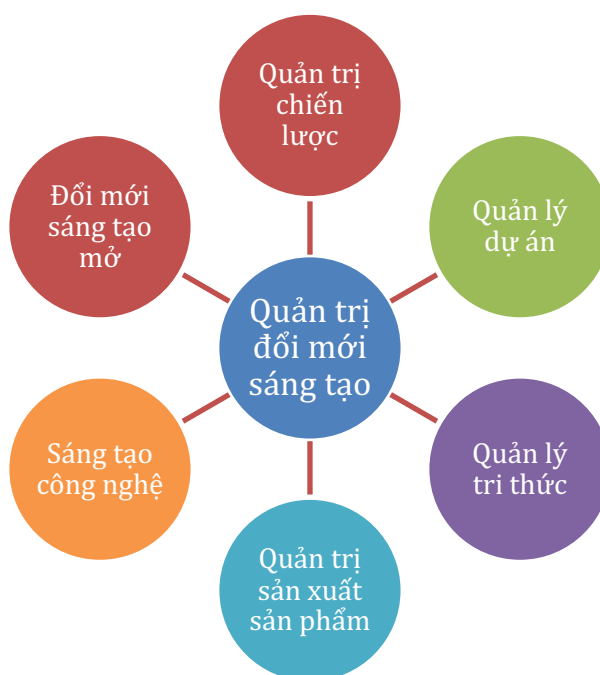 Quản trị
chiến
lược
Đổi mới
sáng tạo
mở
Quản lý
dự án
Quản trị
đổi mới
sáng tạo
Sáng tạo
công nghệ
Quản lý
tri thức
Quản trị
sản xuất
sản phẩm